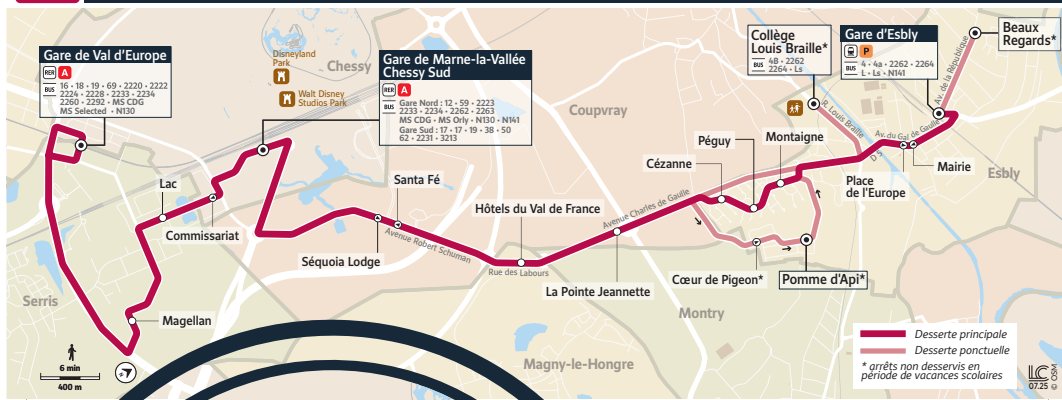 Gare de Val d'Europe
RER A
BUS 16 • 18 • 19 • 69 • 2220 • 2222
2224 • 2228 • 2233 • 2234
2260 • 2292 • MS CDG
MS Selected • N130
Disneyland
Park
Walt Disney
Studios Park
Chessy
Gare de Marne-la-Vallée
Chessy Sud
RER A
BUS Gare Nord : 12 • 59 • 2223
2233 • 2234 • 2262 • 2263
MS CDG • MS Orly • N130 • N141
Gare Sud : 17 • 17 • 19 • 38 • 50
62 • 2231 • 3213
Coupvray
Collège
Louis Braille*
BUS 4B • 2262
2264 • Ls
Gare d'Esbly
P
BUS 4 • 4a • 2262 • 2264
L • Ls • N141
Beaux
Regards*
Av. de la République
R. Louis Braille
Av. du Gal de Gaulle
D 5
Mairie
Place
de l'Europe
Esbly
Montaigne
Péguy
Cézanne
Avenue Charles de Gaulle
Lac
Commissariat
Séquoia Lodge
Santa Fé
Avenue Robert Schuman
Hôtels du Val de France
Rue des Labours
La Pointe Jeannette
Cœur de Pigeon*
Pomme d'Api*
Montry
Serris
Magellan
Magny-le-Hongre
6 min
400 m
Desserte principale
Desserte ponctuelle
* arrêts non desservis en
période de vacances scolaires
LC
07.25
© OSM